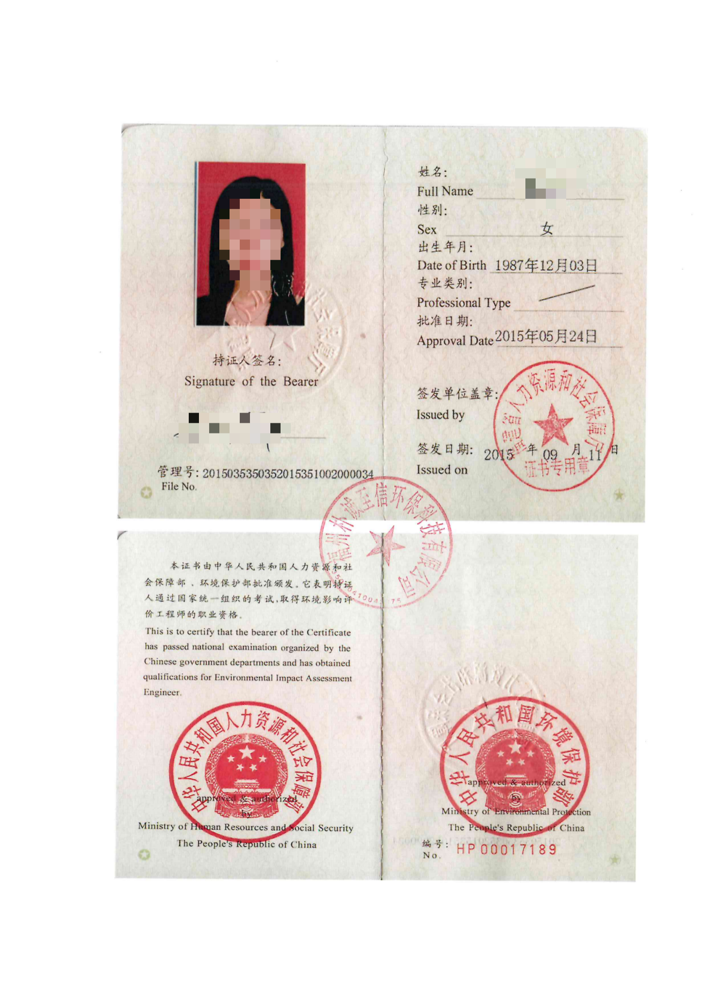 姓名:
Full Name
性别:
Sex 女
出生年月:
Date of Birth 1987年12月03日
专业类别:
Professional Type
批准日期:
Approval Date 2015年05月24日
持证人签名:
Signature of the Bearer
签发单位盖章:
Issued by
福建省人力资源和社会保障厅
证书专用章
签发日期: 2015 年 09 月 11 日
Issued on
管理号: 2015035350352015351002000034
File No.
福州朴诚至信环保科技有限公司
本证书由中华人民共和国人力资源和社
会保障部、环境保护部批准颁发。它表明持证
人通过国家统一组织的考试,取得环境影响评
价工程师的职业资格。
This is to certify that the bearer of the Certificate
has passed national examination organized by the
Chinese government departments and has obtained
qualifications for Environmental Impact Assessment
Engineer.
中华人民共和国人力资源和社会保障部
approved & authorized
by
Ministry of Human Resources and Social Security
The People's Republic of China
中华人民共和国环境保护部
approved & authorized
by
Ministry of Environmental Protection
The People's Republic of China
编号: HP00017189
No.